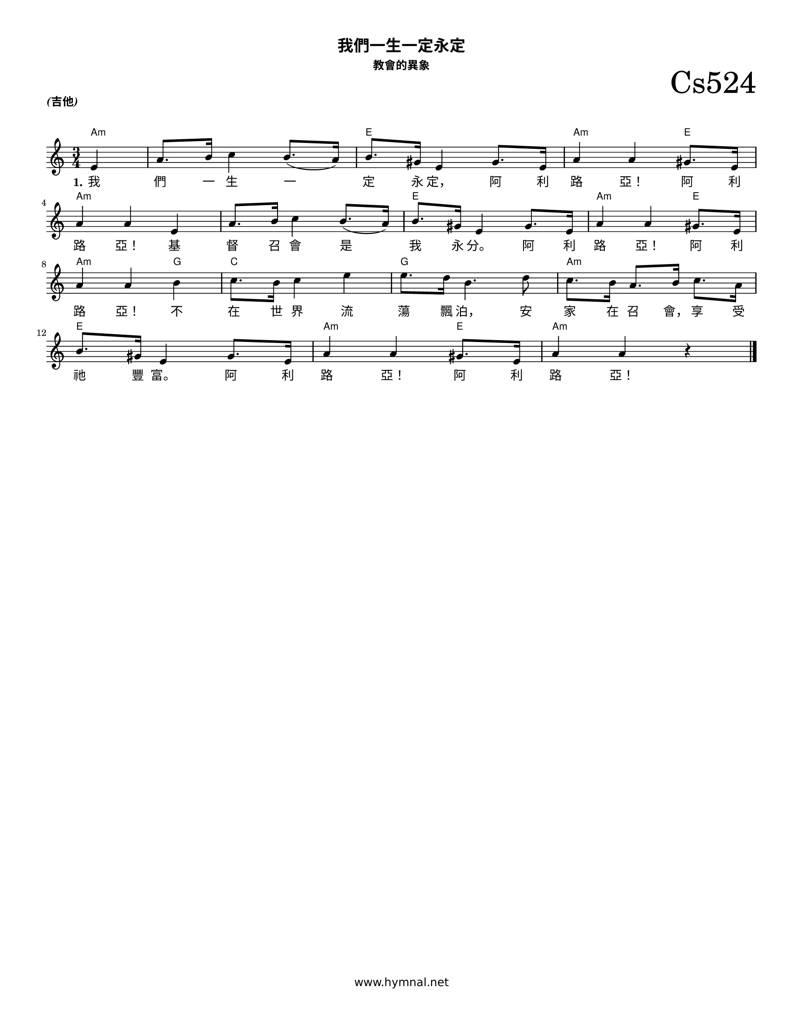 我們一生一定永定
教會的異象
Cs524
(吉他)
Am E Am E
1. 我 們 一 生 一 定 永 定， 阿 利 路 亞！ 阿 利
4 Am E Am E
路 亞！ 基 督 召 會 是 我 永 分。 阿 利 路 亞！ 阿 利
8 Am G C G Am
路 亞！ 不 在 世 界 流 蕩 飄 泊， 安 家 在 召 會， 享 受
12 E Am E Am
祂 豐 富。 阿 利 路 亞！ 阿 利 路 亞！
www.hymnal.net